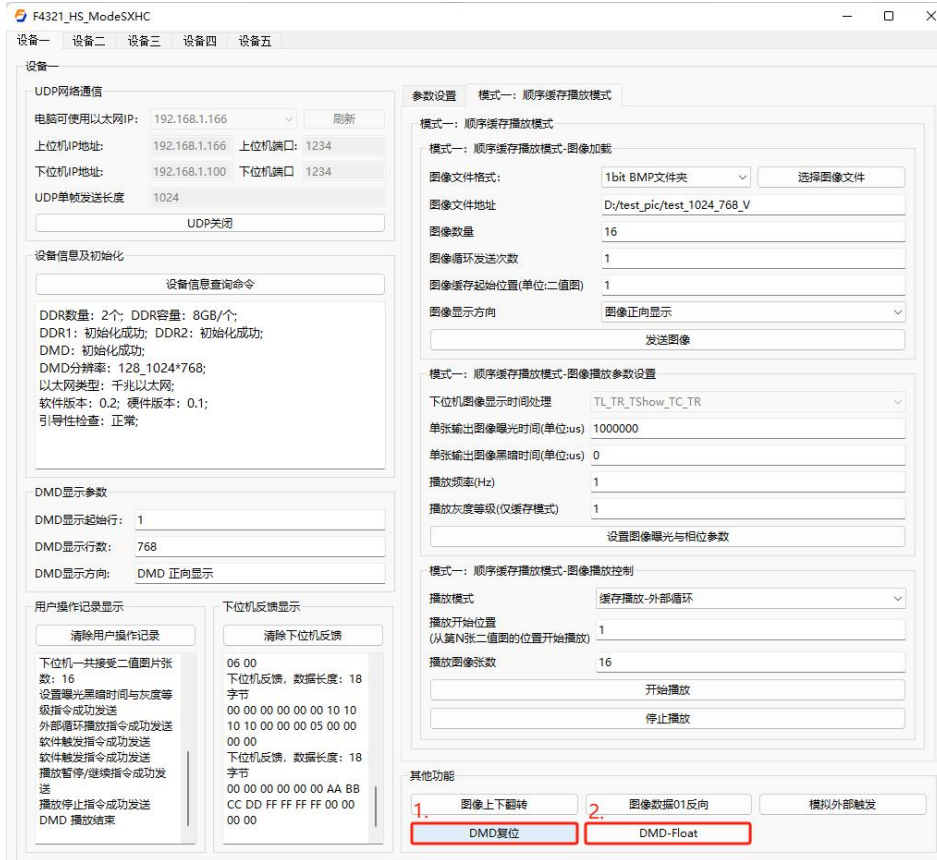 F4321_HS_ModeSXHC
设备一 设备二 设备三 设备四 设备五
设备一
UDP网络通信
电脑可使用以太网IP: 192.168.1.166 刷新
上位机IP地址: 192.168.1.166 上位机端口: 1234
下位机IP地址: 192.168.1.100 下位机端口 1234
UDP单帧发送长度 1024
UDP关闭
设备信息及初始化
设备信息查询命令
DDR数量: 2个; DDR容量: 8GB/个;
DDR1: 初始化成功; DDR2: 初始化成功;
DMD: 初始化成功;
DMD分辨率: 128_1024*768;
以太网类型: 千兆以太网;
软件版本: 0.2; 硬件版本: 0.1;
引导性检查: 正常;
DMD显示参数
DMD显示起始行: 1
DMD显示行数: 768
DMD显示方向: DMD 正向显示
用户操作记录显示
清除用户操作记录
下位机一共接受二值图片张
数: 16
设置曝光黑暗时间与灰度等
级指令成功发送
外部循环播放指令成功发送
软件触发指令成功发送
软件触发指令成功发送
播放暂停/继续指令成功发
送
播放停止指令成功发送
DMD 播放结束
下位机反馈显示
清除下位机反馈
06 00
下位机反馈, 数据长度: 18
字节
00 00 00 00 00 00 10 10
10 10 00 00 00 05 00 00
00 00
下位机反馈, 数据长度: 18
字节
00 00 00 00 00 00 AA BB
CC DD FF FF FF FF 00 00
00 00
参数设置 模式一: 顺序缓存播放模式
模式一: 顺序缓存播放模式
模式一: 顺序缓存播放模式-图像加载
图像文件格式: 1bit BMP文件夹 选择图像文件
图像文件地址 D:/test_pic/test_1024_768_V
图像数量 16
图像循环发送次数 1
图像缓存起始位置(单位:二值图) 1
图像显示方向 图像正向显示
发送图像
模式一: 顺序缓存播放模式-图像播放参数设置
下位机图像显示时间处理 TL_TR_TShow_TC_TR
单张输出图像曝光时间(单位:us) 1000000
单张输出图像黑暗时间(单位:us) 0
播放频率(Hz) 1
播放灰度等级(仅缓存模式) 1
设置图像曝光与相位参数
模式一: 顺序缓存播放模式-图像播放控制
播放模式 缓存播放-外部循环
播放开始位置
(从第N张二值图的位置开始播放) 1
播放图像张数 16
开始播放
停止播放
其他功能
图像上下翻转 图像数据01反向 模拟外部触发
1. DMD复位 2. DMD-Float